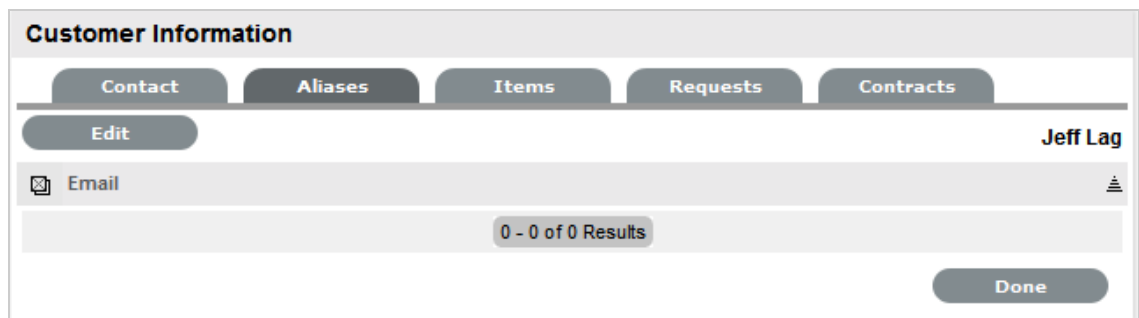 Customer Information
Contact Aliases Items Requests Contracts
Edit Jeff Lag
Email
0 - 0 of 0 Results
Done